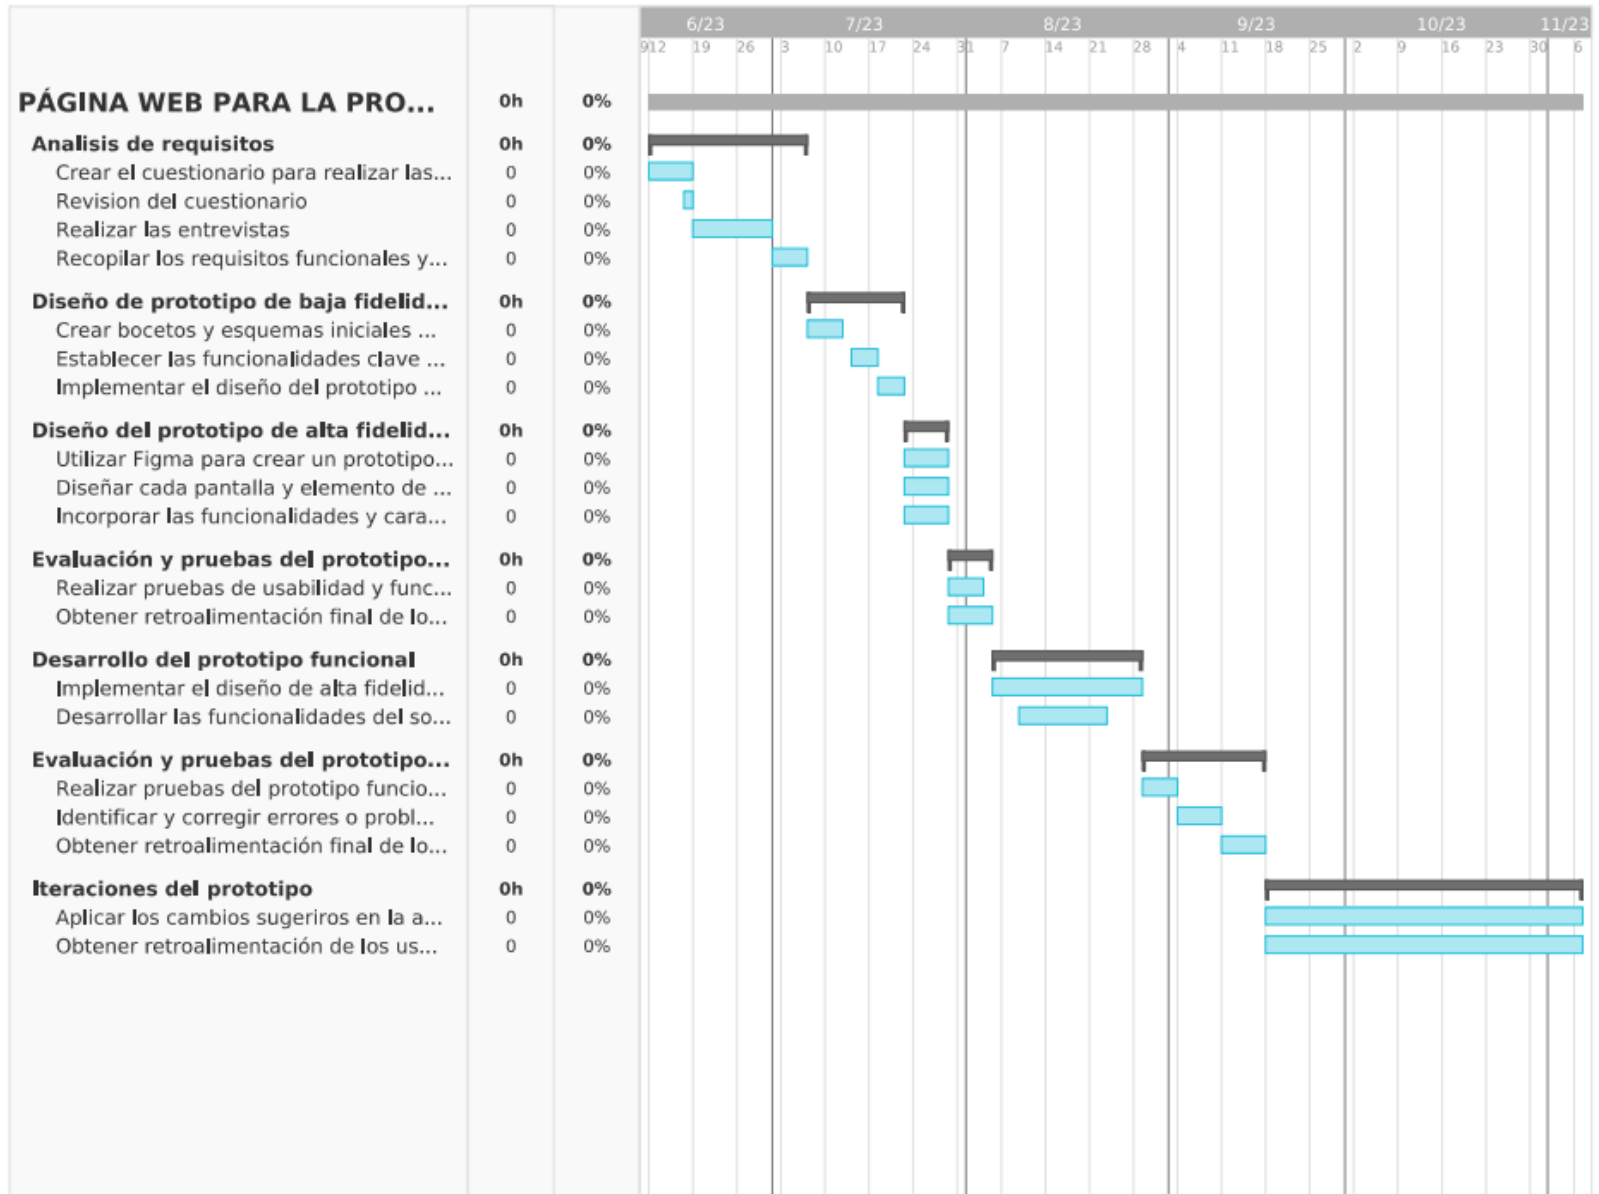 6/23 7/23 8/23 9/23 10/23 11/23
912 19 26 3 10 17 24 31 7 14 21 28 4 11 18 25 2 9 16 23 30 6
PÁGINA WEB PARA LA PRO... 0h 0%
Analisis de requisitos 0h 0%
Crear el cuestionario para realizar las... 0 0%
Revision del cuestionario 0 0%
Realizar las entrevistas 0 0%
Recopilar los requisitos funcionales y... 0 0%
Diseño de prototipo de baja fidelid... 0h 0%
Crear bocetos y esquemas iniciales ... 0 0%
Establecer las funcionalidades clave ... 0 0%
Implementar el diseño del prototipo ... 0 0%
Diseño del prototipo de alta fidelid... 0h 0%
Utilizar Figma para crear un prototipo... 0 0%
Diseñar cada pantalla y elemento de ... 0 0%
Incorporar las funcionalidades y cara... 0 0%
Evaluación y pruebas del prototipo... 0h 0%
Realizar pruebas de usabilidad y func... 0 0%
Obtener retroalimentación final de lo... 0 0%
Desarrollo del prototipo funcional 0h 0%
Implementar el diseño de alta fidelid... 0 0%
Desarrollar las funcionalidades del so... 0 0%
Evaluación y pruebas del prototipo... 0h 0%
Realizar pruebas del prototipo funcio... 0 0%
Identificar y corregir errores o probl... 0 0%
Obtener retroalimentación final de lo... 0 0%
Iteraciones del prototipo 0h 0%
Aplicar los cambios sugeriros en la a... 0 0%
Obtener retroalimentación de los us... 0 0%